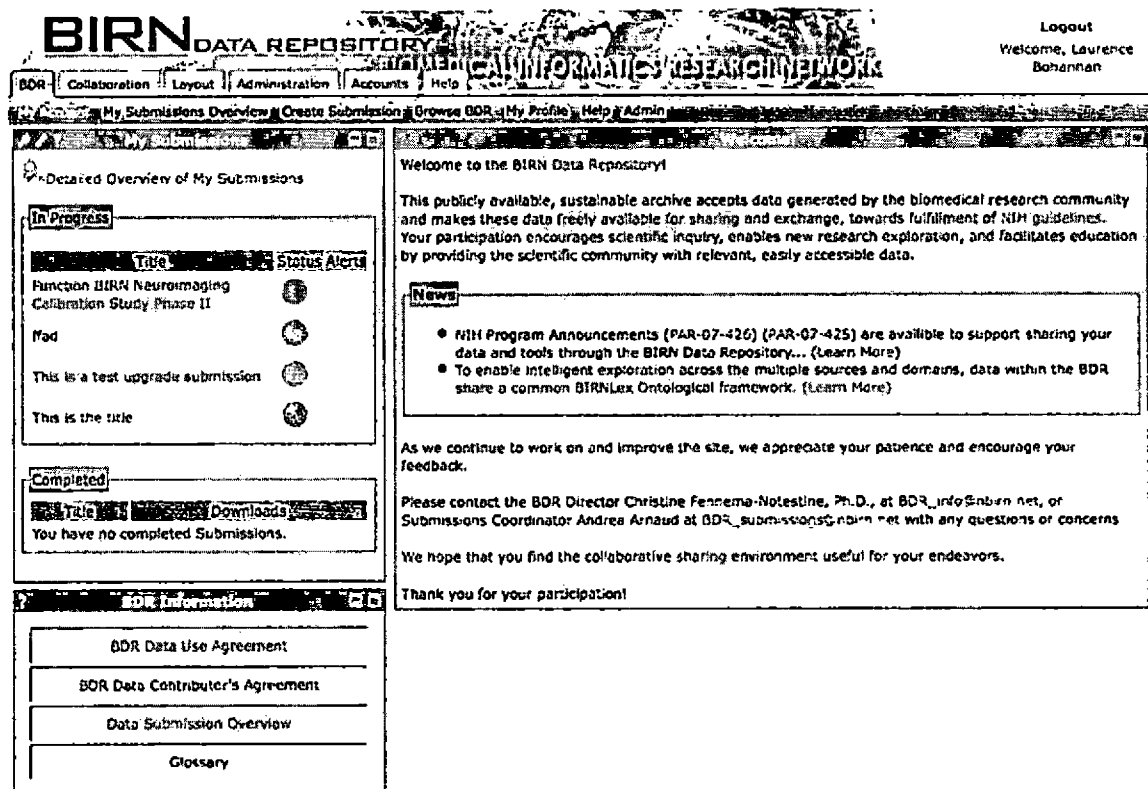 BIRN DATA REPOSITORY
BIOMEDICAL INFORMATICS RESEARCH NETWORK
Logout
Welcome, Laurence
Bohannan
BDR Collaboration Layout Administration Accounts Help
My Submissions Overview Create Submission Browse BDR My Profile Help Admin
My Submissions
Detailed Overview of My Submissions
In Progress
Title Status Alerts
Function BIRN Neuroimaging
Calibration Study Phase II
This is a test upgrade submission
This is the title
Completed
Title Downloads
You have no completed Submissions.
? BDR Information
BDR Data Use Agreement
BDR Data Contributer's Agreement
Data Submission Overview
Glossary
Welcome
Welcome to the BIRN Data Repository!
This publicly available, sustainable archive accepts data generated by the biomedical research community
and makes these data freely available for sharing and exchange, towards fulfillment of NIH guidelines.
Your participation encourages scientific inquiry, enables new research exploration, and facilitates education
by providing the scientific community with relevant, easily accessible data.
News
● NIH Program Announcements (PAR-07-426) (PAR-07-425) are availible to support sharing your
data and tools through the BIRN Data Repository... (Learn More)
● To enable intelligent exploration across the multiple sources and domains, data within the BDR
share a common BIRNLex Ontological framework. (Learn More)
As we continue to work on and improve the site, we appreciate your patience and encourage your
feedback.
Please contact the BDR Director Christine Fennema-Notestine, Ph.D., at BDR_info@nbirn.net, or
Submissions Coordinator Andrea Arnaud at BDR_submissions@nbirn.net with any questions or concerns
We hope that you find the collaborative sharing environment useful for your endeavors.
Thank you for your participation!